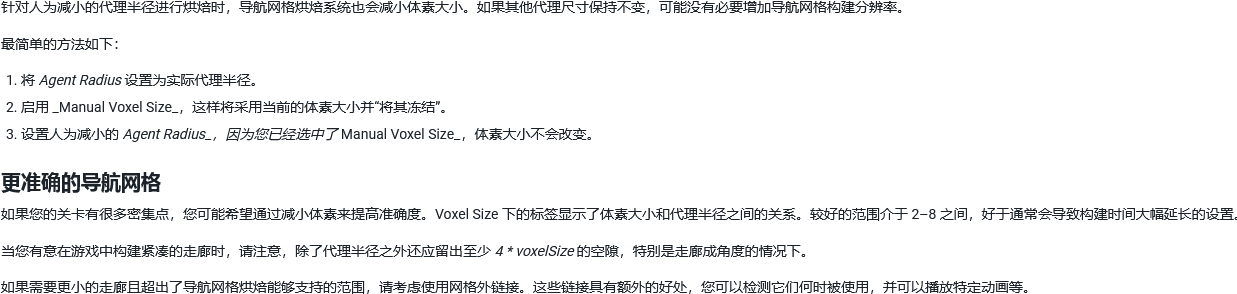 针对人为减小的代理半径进行烘焙时，导航网格烘焙系统也会减小体素大小。如果其他代理尺寸保持不变，可能没有必要增加导航网格构建分辨率。
最简单的方法如下：
1. 将 Agent Radius 设置为实际代理半径。
2. 启用 _Manual Voxel Size_，这样将采用当前的体素大小并“将其冻结”。
3. 设置人为减小的 Agent Radius_，因为您已经选中了 Manual Voxel Size_，体素大小不会改变。
更准确的导航网格
如果您的关卡有很多密集点，您可能希望通过减小体素来提高准确度。Voxel Size 下的标签显示了体素大小和代理半径之间的关系。较好的范围介于 2–8 之间，好于通常会导致构建时间大幅延长的设置。
当您有意在游戏中构建紧凑的走廊时，请注意，除了代理半径之外还应留出至少 4 * voxelSize 的空隙，特别是走廊成角度的情况下。
如果需要更小的走廊且超出了导航网格烘焙能够支持的范围，请考虑使用网格外链接。这些链接具有额外的好处，您可以检测它们何时被使用，并可以播放特定动画等。